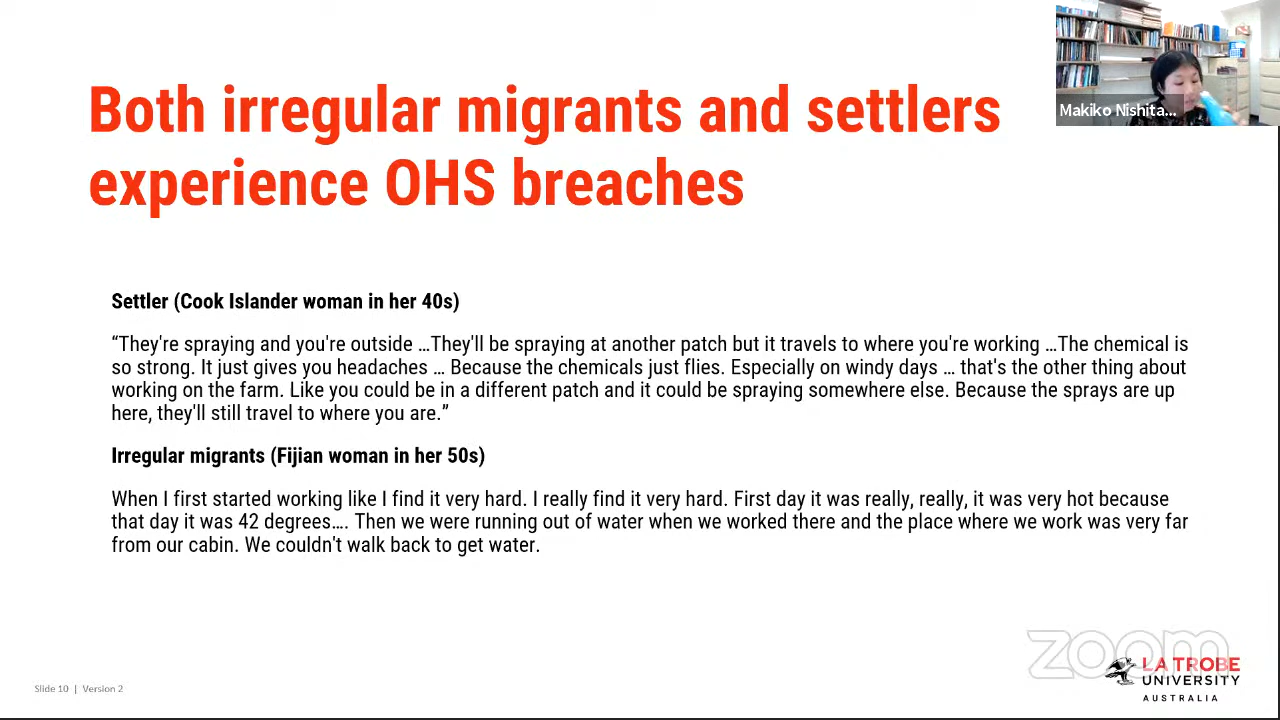 Both irregular migrants and settlers
experience OHS breaches
Makiko Nishita...
Settler (Cook Islander woman in her 40s)
“They're spraying and you're outside …They'll be spraying at another patch but it travels to where you're working …The chemical is
so strong. It just gives you headaches … Because the chemicals just flies. Especially on windy days … that's the other thing about
working on the farm. Like you could be in a different patch and it could be spraying somewhere else. Because the sprays are up
here, they'll still travel to where you are.”
Irregular migrants (Fijian woman in her 50s)
When I first started working like I find it very hard. I really find it very hard. First day it was really, really, it was very hot because
that day it was 42 degrees…. Then we were running out of water when we worked there and the place where we work was very far
from our cabin. We couldn't walk back to get water.
zoom
LA TROBE
UNIVERSITY
AUSTRALIA
Slide 10 | Version 2